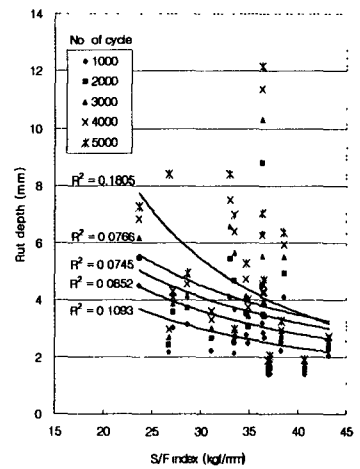 No of cycle
1000
2000
3000
4000
5000
14
12
10
8
6
4
2
0
Rut depth (mm)
R² = 0.1805
R² = 0.0766
R² = 0.0745
R² = 0.0852
R² = 0.1093
15 20 25 30 35 40 45
S/F index (kgf/mm)